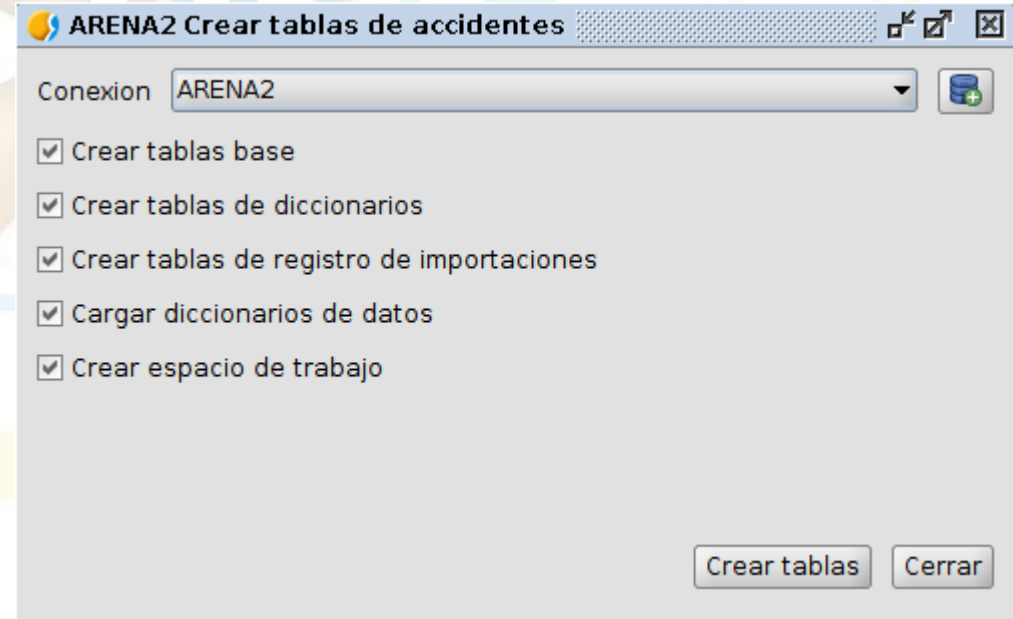 ARENA2 Crear tablas de accidentes
Conexion ARENA2
Crear tablas base
Crear tablas de diccionarios
Crear tablas de registro de importaciones
Cargar diccionarios de datos
Crear espacio de trabajo
Crear tablas Cerrar